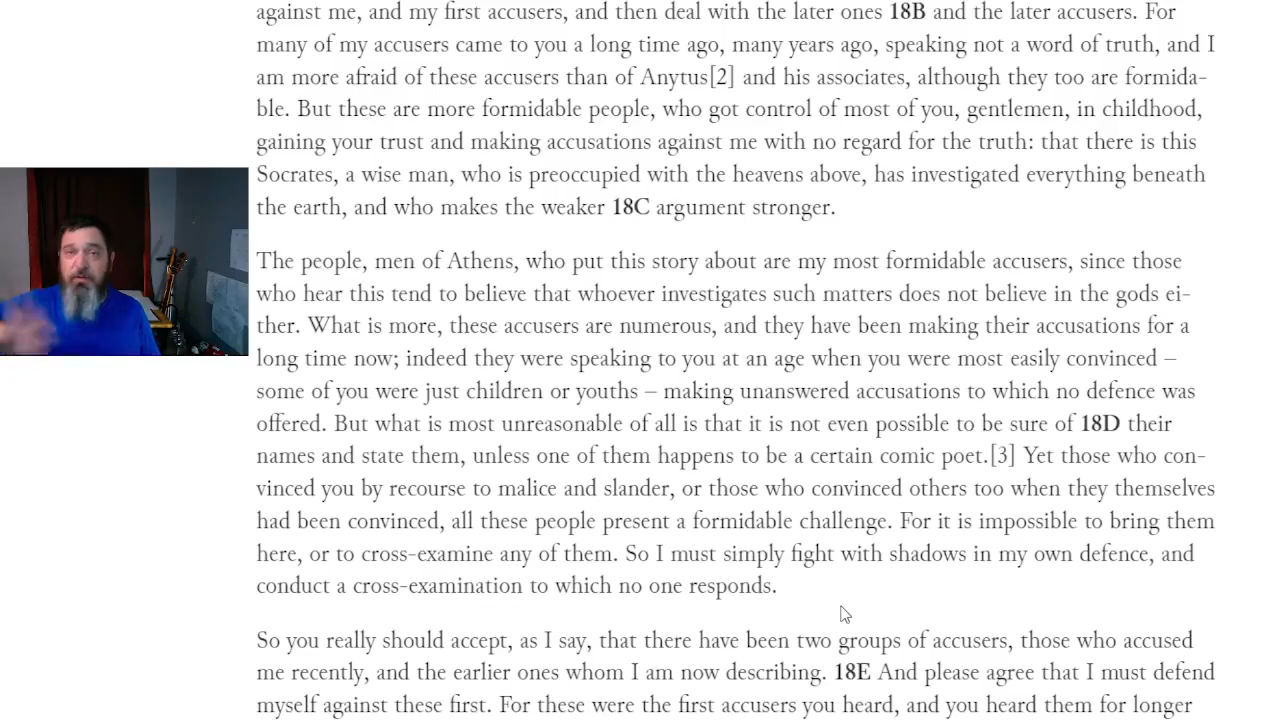 against me, and my first accusers, and then deal with the later ones 18B and the later accusers. For
many of my accusers came to you a long time ago, many years ago, speaking not a word of truth, and I
am more afraid of these accusers than of Anytus[2] and his associates, although they too are formida-
ble. But these are more formidable people, who got control of most of you, gentlemen, in childhood,
gaining your trust and making accusations against me with no regard for the truth: that there is this
Socrates, a wise man, who is preoccupied with the heavens above, has investigated everything beneath
the earth, and who makes the weaker 18C argument stronger.
The people, men of Athens, who put this story about are my most formidable accusers, since those
who hear this tend to believe that whoever investigates such matters does not believe in the gods ei-
ther. What is more, these accusers are numerous, and they have been making their accusations for a
long time now; indeed they were speaking to you at an age when you were most easily convinced –
some of you were just children or youths – making unanswered accusations to which no defence was
offered. But what is most unreasonable of all is that it is not even possible to be sure of 18D their
names and state them, unless one of them happens to be a certain comic poet.[3] Yet those who con-
vinced you by recourse to malice and slander, or those who convinced others too when they themselves
had been convinced, all these people present a formidable challenge. For it is impossible to bring them
here, or to cross-examine any of them. So I must simply fight with shadows in my own defence, and
conduct a cross-examination to which no one responds.
So you really should accept, as I say, that there have been two groups of accusers, those who accused
me recently, and the earlier ones whom I am now describing. 18E And please agree that I must defend
myself against these first. For these were the first accusers you heard, and you heard them for longer